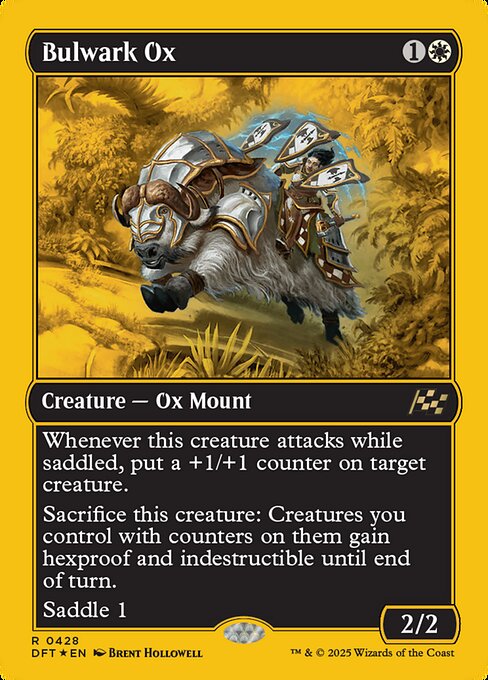 Bulwark Ox 1
Creature — Ox Mount
Whenever this creature attacks while
saddled, put a +1/+1 counter on target
creature.
Sacrifice this creature: Creatures you
control with counters on them gain
hexproof and indestructible until end
of turn.
Saddle 1
2/2
R 0428
DFT★EN Brent Hollowell
™ & © 2025 Wizards of the Coast